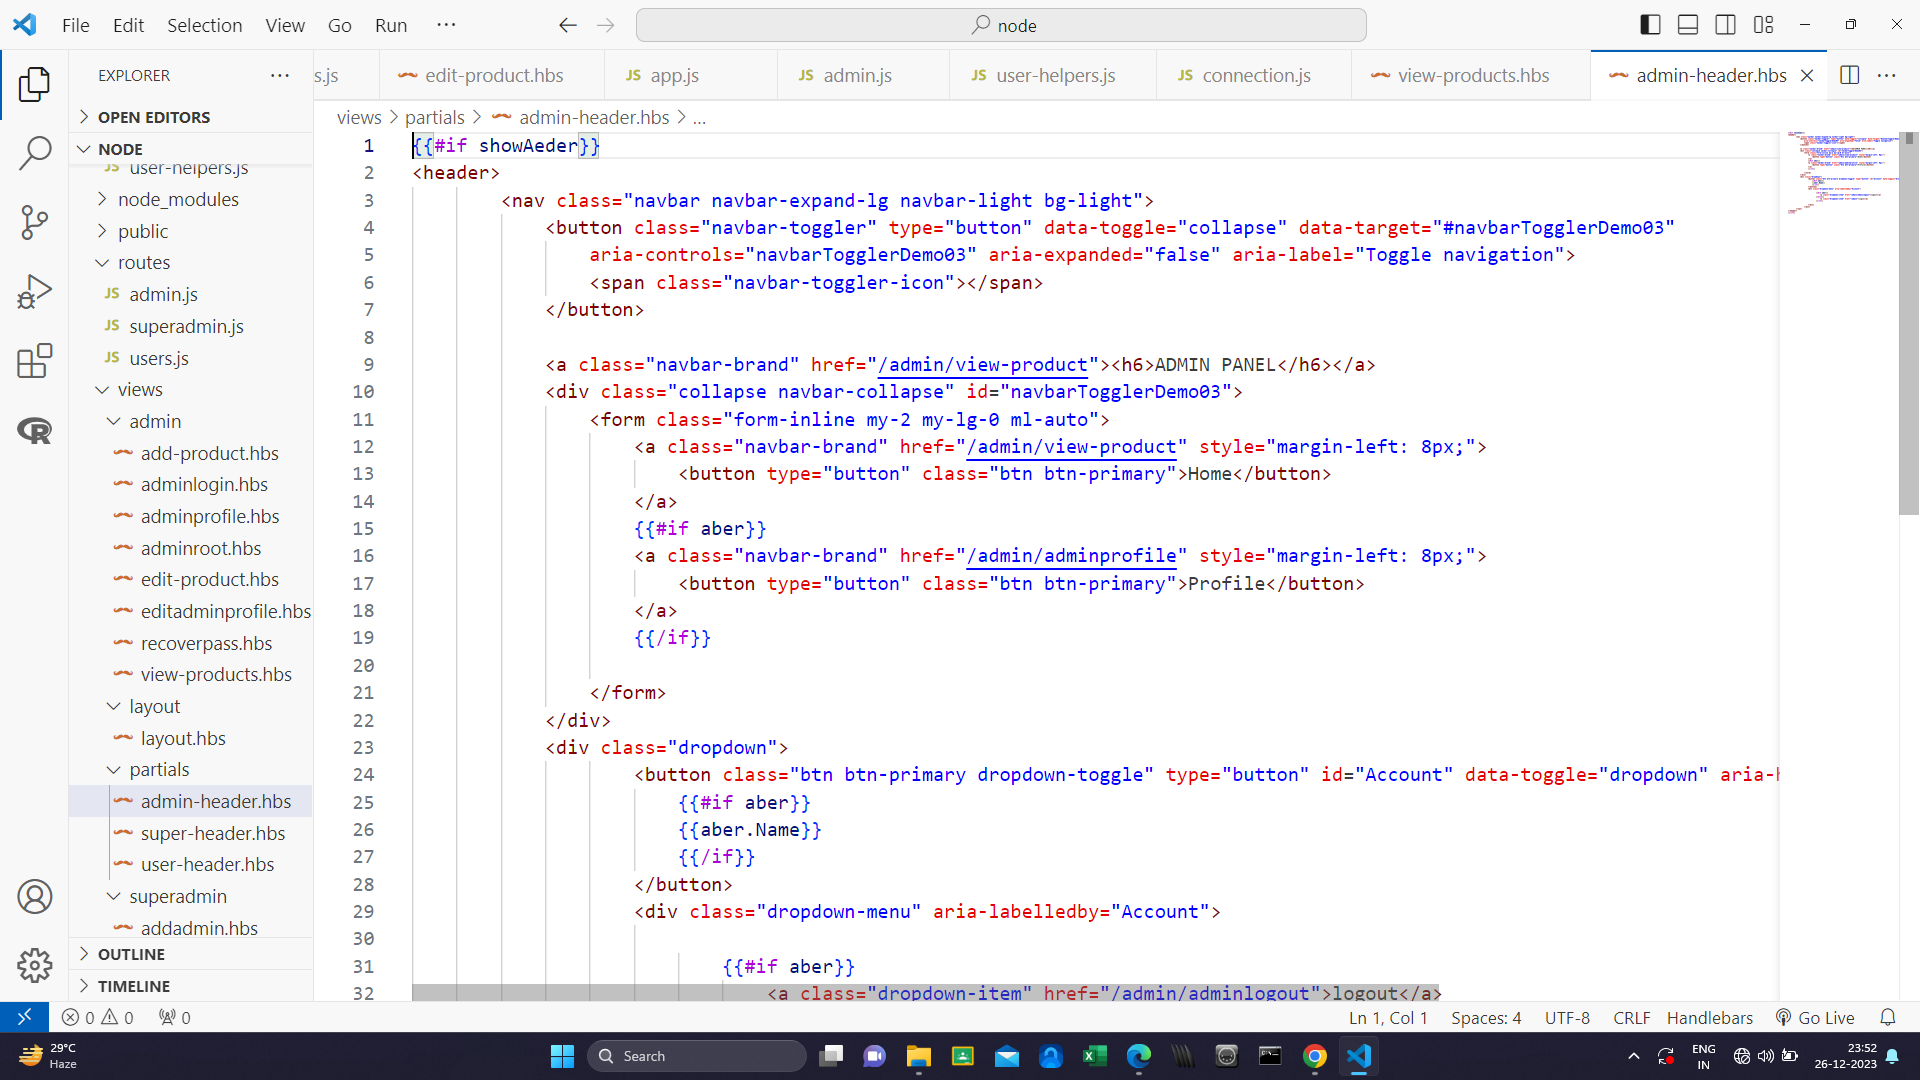 File Edit Selection View Go Run ···
node
EXPLORER ···
s.js edit-product.hbs JS app.js JS admin.js JS user-helpers.js JS connection.js view-products.hbs admin-header.hbs ···
views > partials > admin-header.hbs > ...
OPEN EDITORS
NODE
JS user-helpers.js
node_modules
public
routes
JS admin.js
JS superadmin.js
JS users.js
views
admin
add-product.hbs
adminlogin.hbs
adminprofile.hbs
adminroot.hbs
edit-product.hbs
editadminprofile.hbs
recoverpass.hbs
view-products.hbs
layout
layout.hbs
partials
admin-header.hbs
super-header.hbs
user-header.hbs
superadmin
addadmin.hbs
OUTLINE
TIMELINE
1 {{#if showAeder}}
2 <header>
3 <nav class="navbar navbar-expand-lg navbar-light bg-light">
4 <button class="navbar-toggler" type="button" data-toggle="collapse" data-target="#navbarTogglerDemo03"
5 aria-controls="navbarTogglerDemo03" aria-expanded="false" aria-label="Toggle navigation">
6 <span class="navbar-toggler-icon"></span>
7 </button>
8
9 <a class="navbar-brand" href="/admin/view-product"><h6>ADMIN PANEL</h6></a>
10 <div class="collapse navbar-collapse" id="navbarTogglerDemo03">
11 <form class="form-inline my-2 my-lg-0 ml-auto">
12 <a class="navbar-brand" href="/admin/view-product" style="margin-left: 8px;">
13 <button type="button" class="btn btn-primary">Home</button>
14 </a>
15 {{#if aber}}
16 <a class="navbar-brand" href="/admin/adminprofile" style="margin-left: 8px;">
17 <button type="button" class="btn btn-primary">Profile</button>
18 </a>
19 {{/if}}
20
21 </form>
22 </div>
23 <div class="dropdown">
24 <button class="btn btn-primary dropdown-toggle" type="button" id="Account" data-toggle="dropdown" aria-h
25 {{#if aber}}
26 {{aber.Name}}
27 {{/if}}
28 </button>
29 <div class="dropdown-menu" aria-labelledby="Account">
30
31 {{#if aber}}
32 <a class="dropdown-item" href="/admin/adminlogout">logout</a>
0 0 0
Ln 1, Col 1 Spaces: 4 UTF-8 CRLF Handlebars Go Live
29°C
Haze
Search
ENG
IN
23:52
26-12-2023